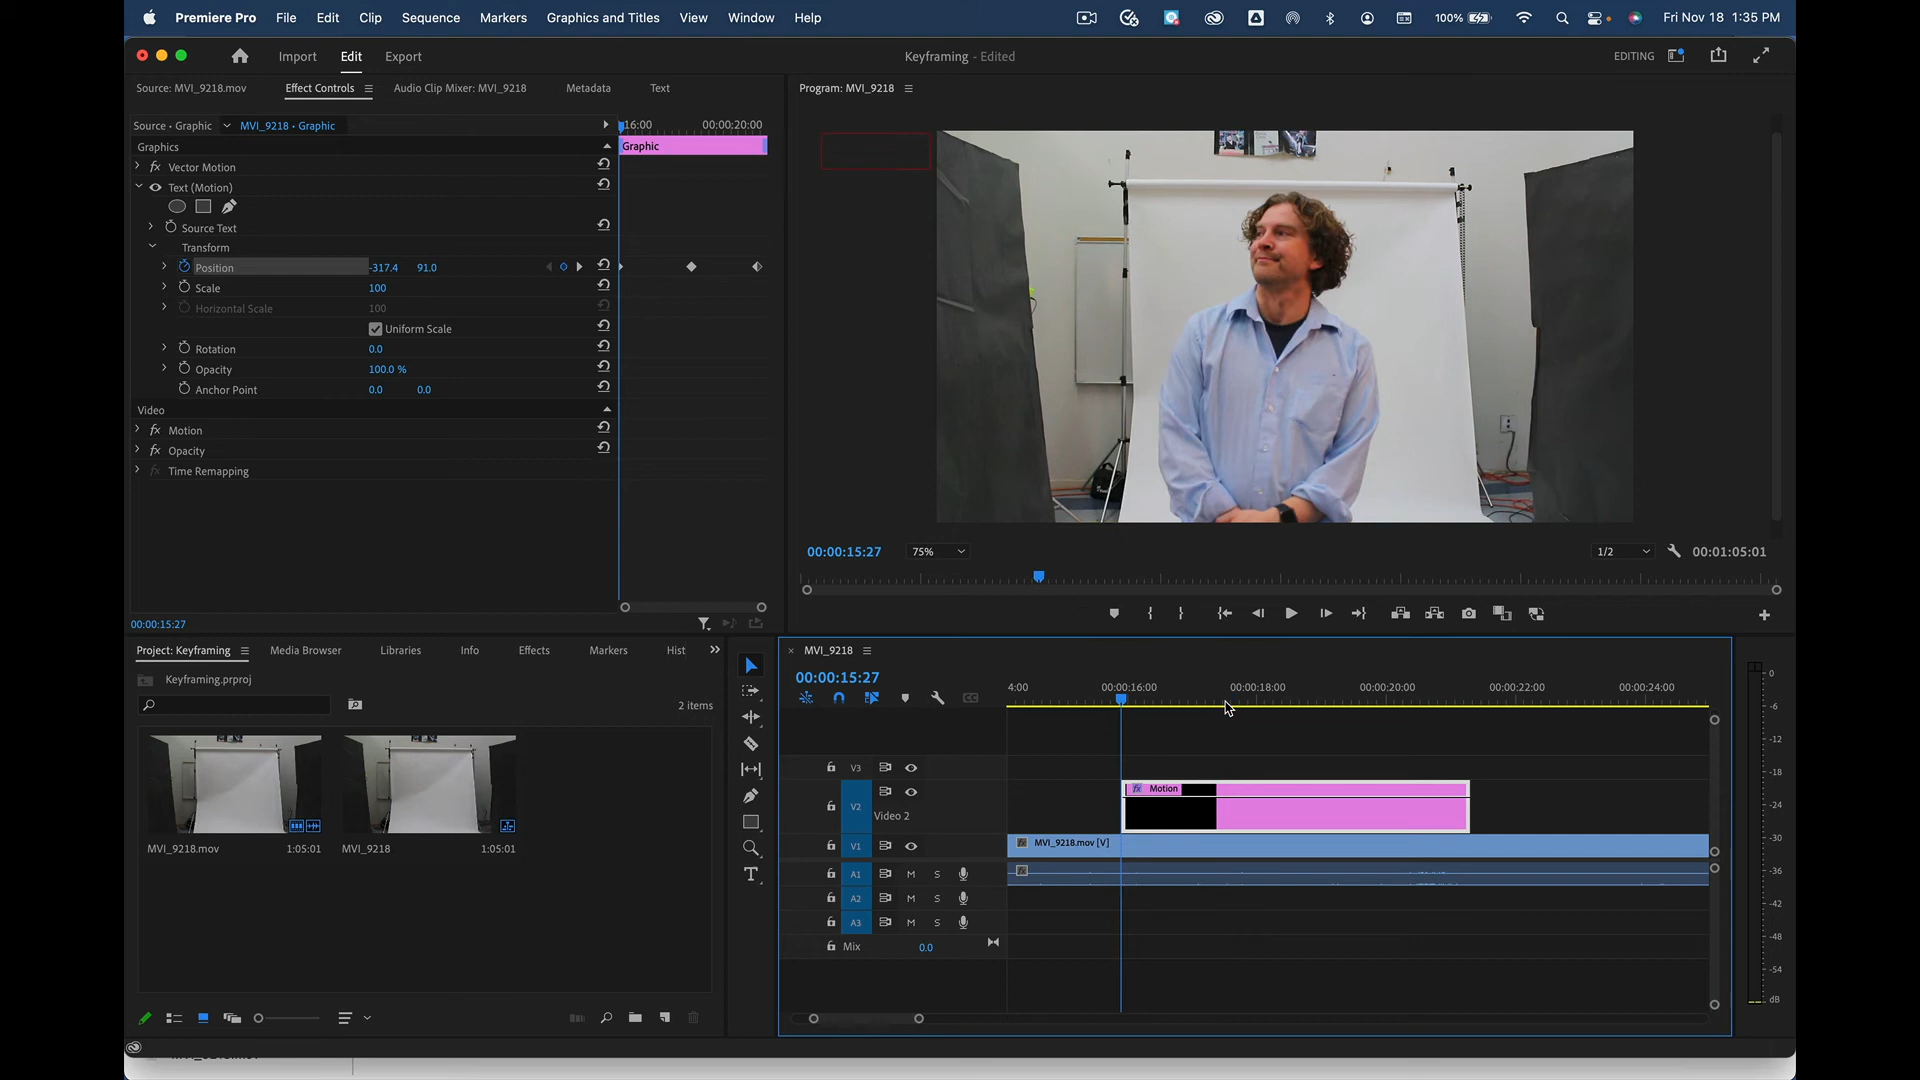 Premiere Pro File Edit Clip Sequence Markers Graphics and Titles View Window Help 100% Fri Nov 18 1:35 PM
Import Edit Export Keyframing - Edited EDITING
Source: MVI_9218.mov Effect Controls Audio Clip Mixer: MVI_9218 Metadata Text Program: MVI_9218
Source • Graphic MVI_9218 • Graphic 16:00 00:00:20:00
Graphics Graphic
fx Vector Motion
Text (Motion)
Source Text
Transform
Position -317.4 91.0
Scale 100
Horizontal Scale 100
Uniform Scale
Rotation 0.0
Opacity 100.0 %
Anchor Point 0.0 0.0
Video
fx Motion
fx Opacity
fx Time Remapping
00:00:15:27 75% 1/2 00:01:05:01
00:00:15:27
Project: Keyframing Media Browser Libraries Info Effects Markers Hist
MVI_9218
Keyframing.prproj
00:00:15:27
4:00 00:00:16:00 00:00:18:00 00:00:20:00 00:00:22:00 00:00:24:00
2 items
V3
fx Motion
V2
Video 2
V1 fx MVI_9218.mov [V]
MVI_9218.mov 1:05:01 MVI_9218 1:05:01
A1 M S fx
A2 M S
A3 M S
Mix 0.0
0
-6
-12
-18
-24
-30
-36
-42
-48
-54
dB
T
CC